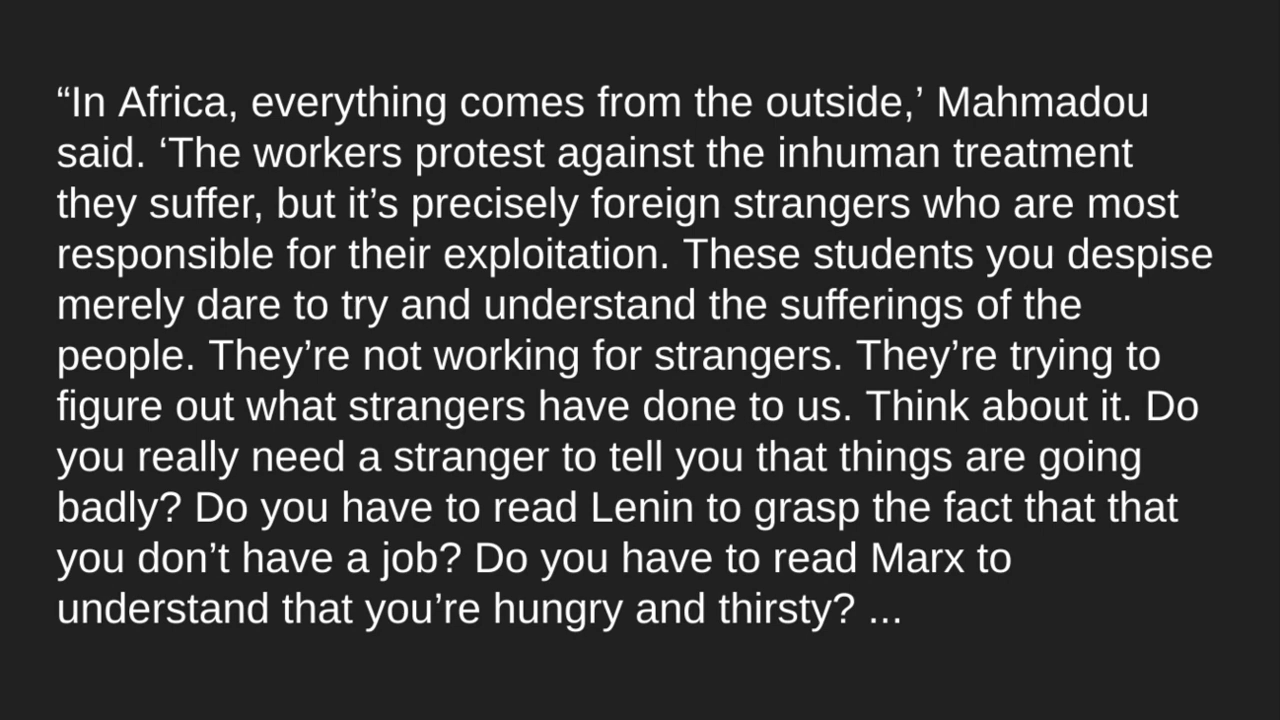 “In Africa, everything comes from the outside,’ Mahmadou
said. ‘The workers protest against the inhuman treatment
they suffer, but it’s precisely foreign strangers who are most
responsible for their exploitation. These students you despise
merely dare to try and understand the sufferings of the
people. They’re not working for strangers. They’re trying to
figure out what strangers have done to us. Think about it. Do
you really need a stranger to tell you that things are going
badly? Do you have to read Lenin to grasp the fact that that
you don’t have a job? Do you have to read Marx to
understand that you’re hungry and thirsty? ...